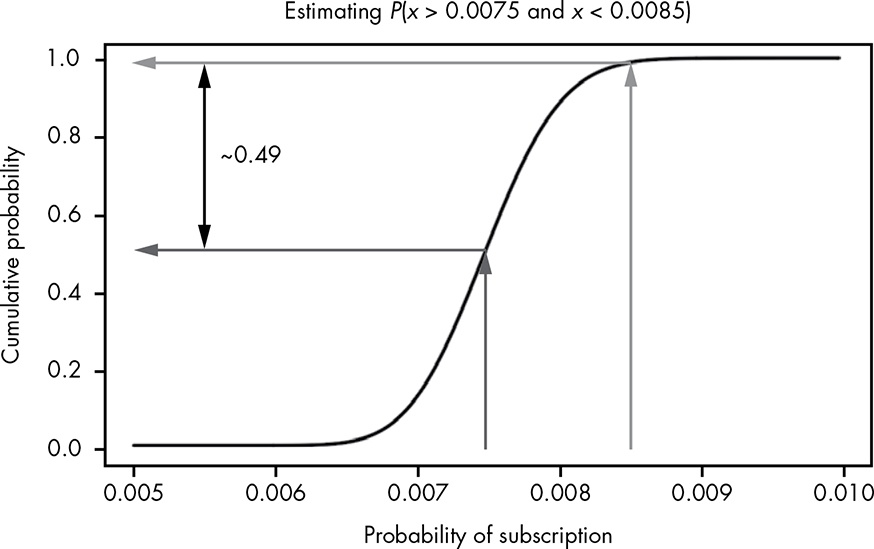 Estimating P(x > 0.0075 and x < 0.0085)
1.0
0.8
0.6
0.4
0.2
0.0
Cumulative probability
~0.49
0.005 0.006 0.007 0.008 0.009 0.010
Probability of subscription